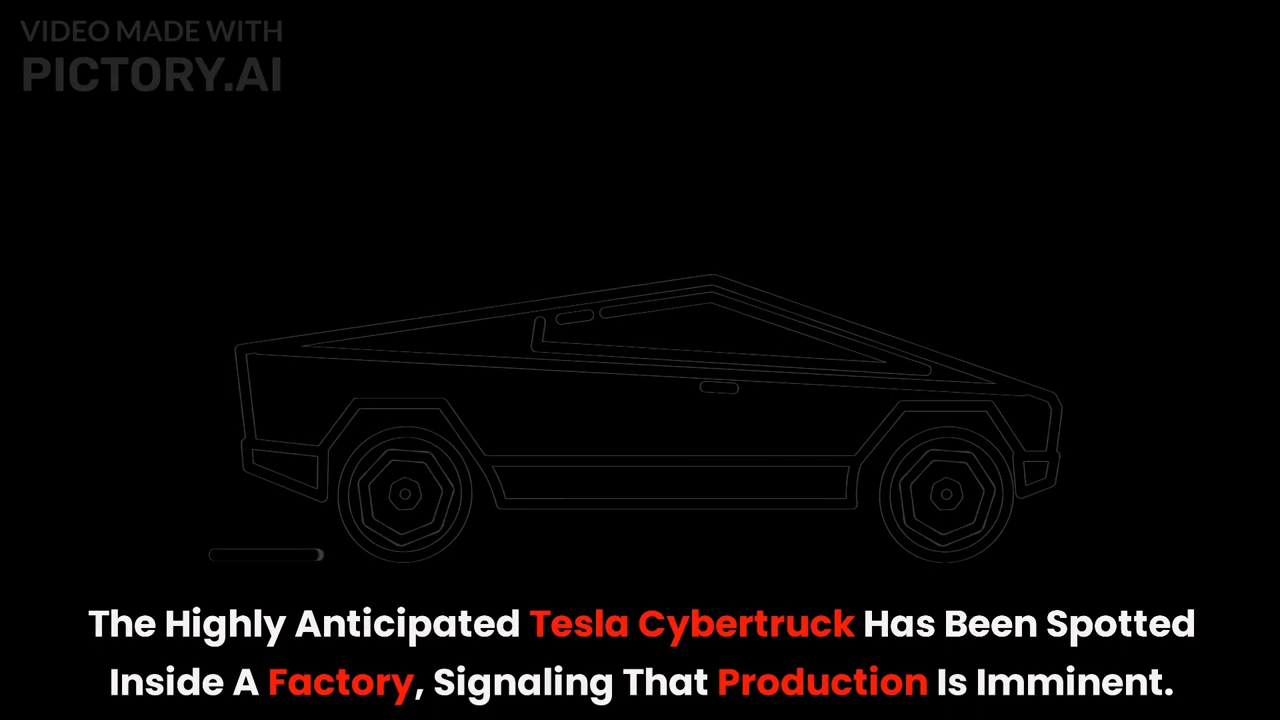 VIDEO MADE WITH
PICTORY.AI
The Highly Anticipated Tesla Cybertruck Has Been Spotted
Inside A Factory, Signaling That Production Is Imminent.